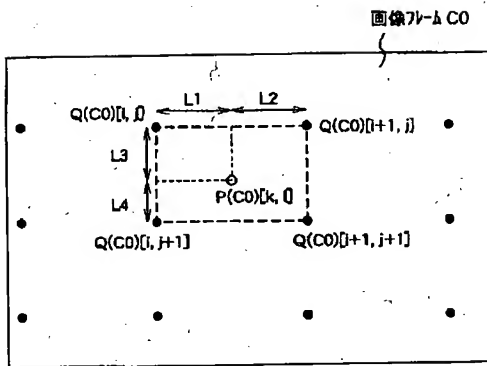 画像フレーム C0
L1
L2
Q(C0)[i, j]
Q(C0)[i+1, j]
L3
P(C0)[k, l]
L4
Q(C0)[i, j+1]
Q(C0)[i+1, j+1]